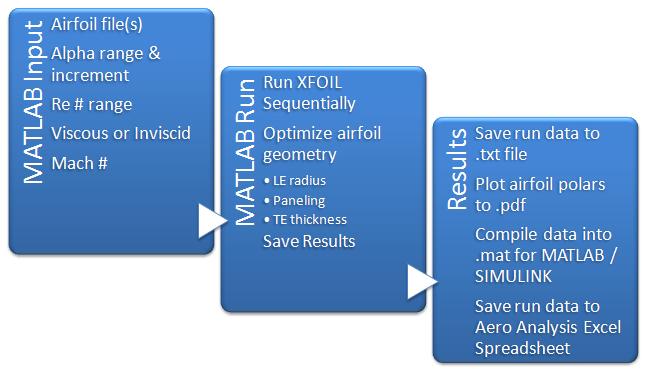 MATLAB Input
Airfoil file(s)
Alpha range &
increment
Re # range
Viscous or Inviscid
Mach #
MATLAB Run
Run XFOIL
Sequentially
Optimize airfoil
geometry
• LE radius
• Paneling
• TE thickness
Save Results
Results
Save run data to
.txt file
Plot airfoil polars
to .pdf
Compile data into
.mat for MATLAB /
SIMULINK
Save run data to
Aero Analysis Excel
Spreadsheet